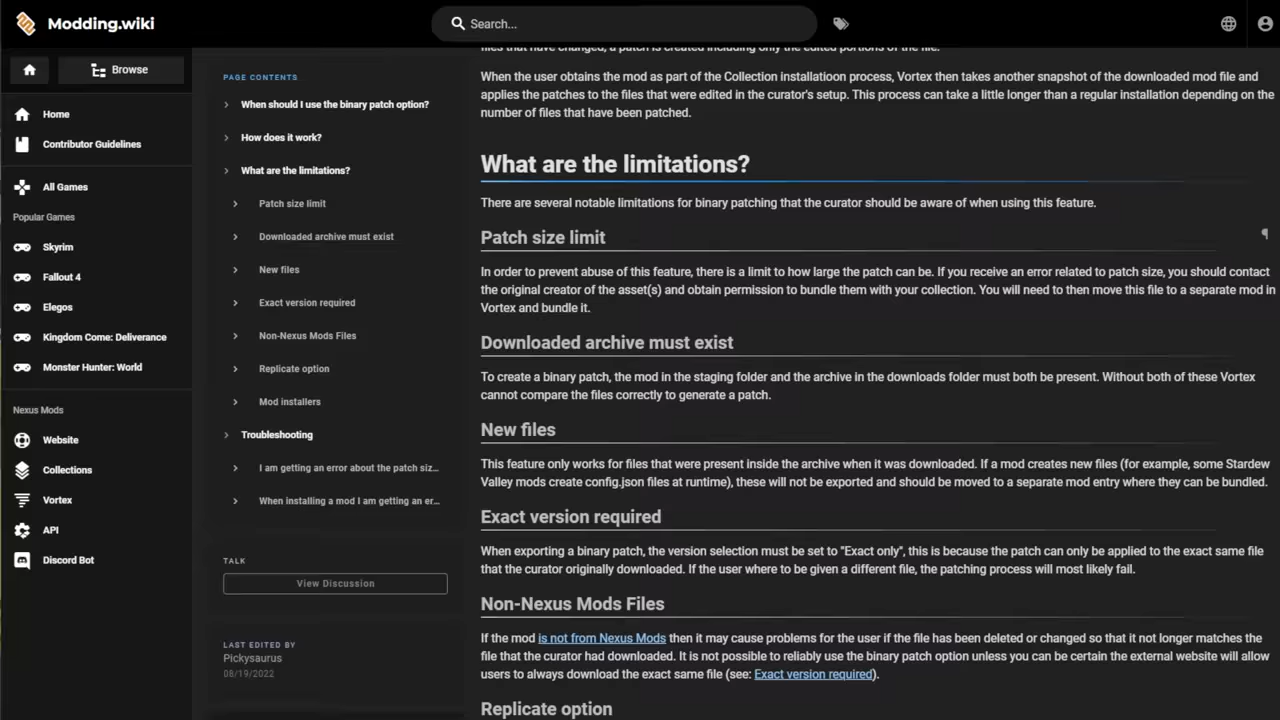 Modding.wiki
Search...
Browse
Home
Contributor Guidelines
All Games
Popular Games
Skyrim
Fallout 4
Elegos
Kingdom Come: Deliverance
Monster Hunter: World
Nexus Mods
Website
Collections
Vortex
API
Discord Bot
PAGE CONTENTS
When should I use the binary patch option?
How does it work?
What are the limitations?
Patch size limit
Downloaded archive must exist
New files
Exact version required
Non-Nexus Mods Files
Replicate option
Mod installers
Troubleshooting
I am getting an error about the patch siz...
When installing a mod I am getting an er...
TALK
View Discussion
LAST EDITED BY
Pickysaurus
08/19/2022
files that have changed, a patch is created including only the edited portions of the file.
When the user obtains the mod as part of the Collection installatioon process, Vortex then takes another snapshot of the downloaded mod file and
applies the patches to the files that were edited in the curator's setup. This process can take a little longer than a regular installation depending on the
number of files that have been patched.
What are the limitations?
There are several notable limitations for binary patching that the curator should be aware of when using this feature.
Patch size limit
¶
In order to prevent abuse of this feature, there is a limit to how large the patch can be. If you receive an error related to patch size, you should contact
the original creator of the asset(s) and obtain permission to bundle them with your collection. You will need to then move this file to a separate mod in
Vortex and bundle it.
Downloaded archive must exist
To create a binary patch, the mod in the staging folder and the archive in the downloads folder must both be present. Without both of these Vortex
cannot compare the files correctly to generate a patch.
New files
This feature only works for files that were present inside the archive when it was downloaded. If a mod creates new files (for example, some Stardew
Valley mods create config.json files at runtime), these will not be exported and should be moved to a separate mod entry where they can be bundled.
Exact version required
When exporting a binary patch, the version selection must be set to "Exact only", this is because the patch can only be applied to the exact same file
that the curator originally downloaded. If the user where to be given a different file, the patching process will most likely fail.
Non-Nexus Mods Files
If the mod is not from Nexus Mods then it may cause problems for the user if the file has been deleted or changed so that it not longer matches the
file that the curator had downloaded. It is not possible to reliably use the binary patch option unless you can be certain the external website will allow
users to always download the exact same file (see: Exact version required).
Replicate option